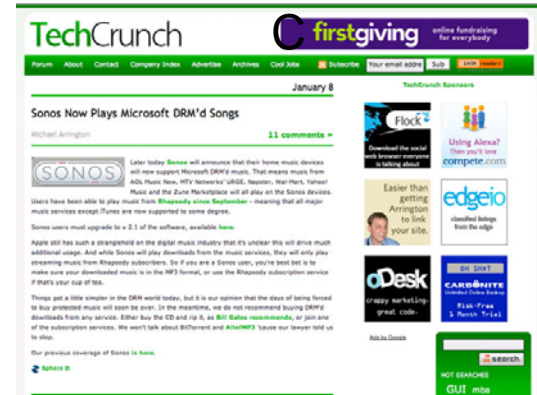 TechCrunch
C
firstgiving
online fundraising
for everybody
Forum About Contact Company Index Advertise Archives Cool Jobs Subscribe Your email addre Sub 141K readers
January 8
Sonos Now Plays Microsoft DRM'd Songs
Michael Arrington 11 comments »
SONOS
Later today Sonos will announce that their home music devices
will now support Microsoft DRM'd music. That means music from
AOL Music Now, MTV Networks' URGE, Napster, Wal-Mart, Yahoo!
Music and the Zune Marketplace will all play on the Sonos devices.
Users have been able to play music from Rhapsody since September - meaning that all major
music services except iTunes are now supported to some degree.
Sonos users must upgrade to v 2.1 of the software, available here.
Apple still has such a stranglehold on the digital music industry that it's unclear this will drive much
additional usage. And while Sonos will play downloads from the music services, they will only play
streaming music from Rhapsody subscribers. So if you are a Sonos user, you're best bet is to
make sure your downloaded music is in the MP3 format, or use the Rhapsody subscription service
if that's your cup of tea.
Things got a little simpler in the DRM world today, but it is our opinion that the days of being forced
to buy protected music will soon be over. In the meantime, we do not recommend buying DRM'd
downloads from any service. Either buy the CD and rip it, as Bill Gates recommends, or join one
of the subscription services. We won't talk about BitTorrent and AllofMP3 'cause our lawyer told us
to stop.
Our previous coverage of Sonos is here.
Sphere It
TechCrunch Sponsors
Flock
Download the social
web browser everyone
is talking about
Using Alexa?
Then you'll love
compete.com
Easier than
getting
Arrington
to link
your site.
edgeio
classified listings
from the edge
oDesk
crappy marketing-
great code-
OH SHAT
CARBONITE
Unlimited Online Backup
Risk-Free
1 Month Trial
Ads by Google
search
HOT SEARCHES
GUI mba